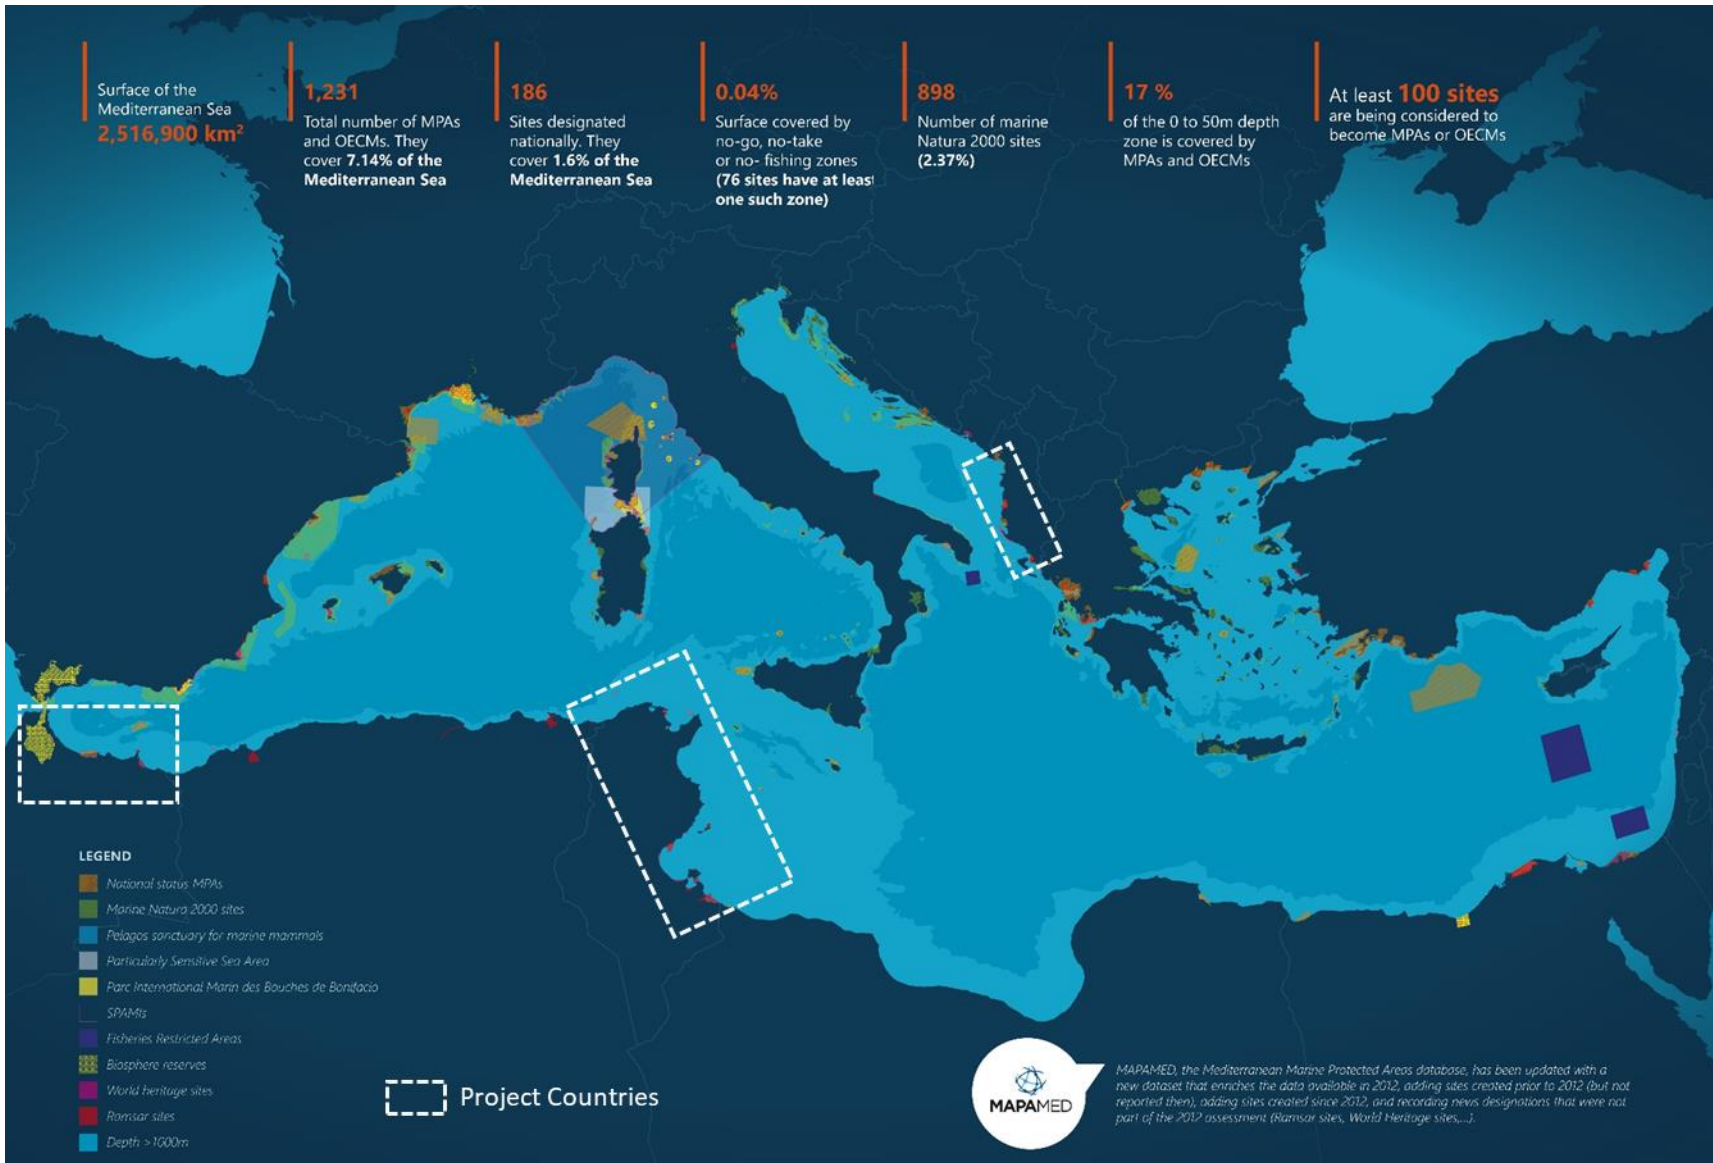 Surface of the
Mediterranean Sea
2,516,900 km²
1,231
Total number of MPAs
and OECMs. They
cover 7.14% of the
Mediterranean Sea
186
Sites designated
nationally. They
cover 1.6% of the
Mediterranean Sea
0.04%
Surface covered by
no-go, no-take
or no- fishing zones
(76 sites have at least
one such zone)
898
Number of marine
Natura 2000 sites
(2.37%)
17 %
of the 0 to 50m depth
zone is covered by
MPAs and OECMs
At least 100 sites
are being considered to
become MPAs or OECMs
LEGEND
National status MPAs
Marine Natura 2000 sites
Pelagos sanctuary for marine mammals
Particularly Sensitive Sea Area
Parc International Marin des Bouches de Bonifacio
SPAMIs
Fisheries Restricted Areas
Biosphere reserves
World heritage sites
Ramsar sites
Depth >1000m
Project Countries
MAPAMED
MAPAMED, the Mediterranean Marine Protected Areas database, has been updated with a
new dataset that enriches the data available in 2012, adding sites created prior to 2012 (but not
reported then), adding sites created since 2012, and recording news designations that were not
part of the 2012 assessment (Ramsar sites, World Heritage sites,...).